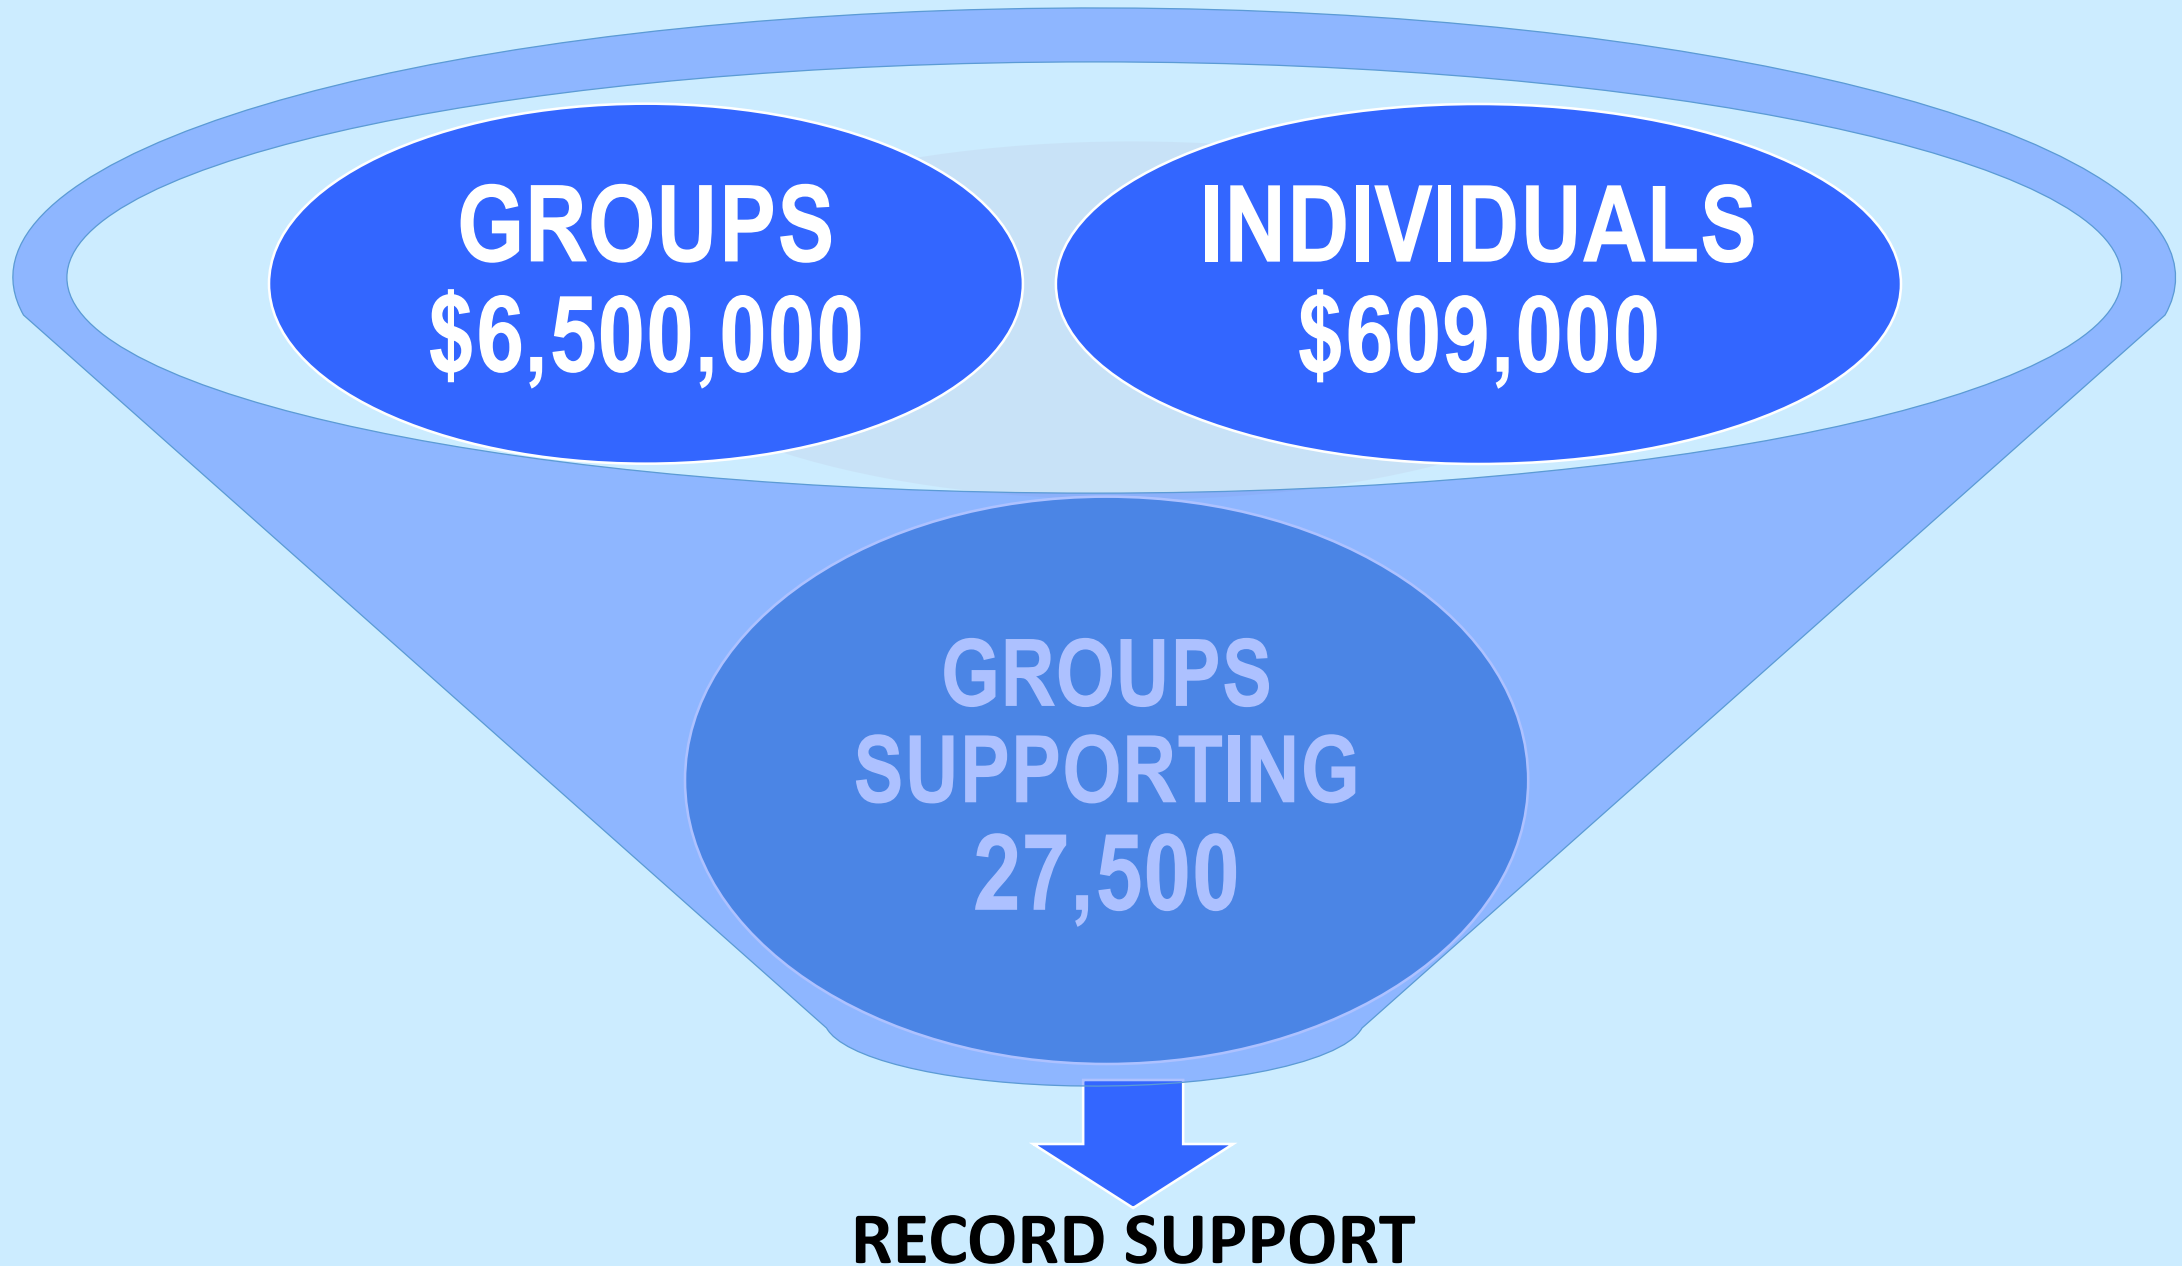 GROUPS
$6,500,000
INDIVIDUALS
$609,000
GROUPS
SUPPORTING
27,500
RECORD SUPPORT